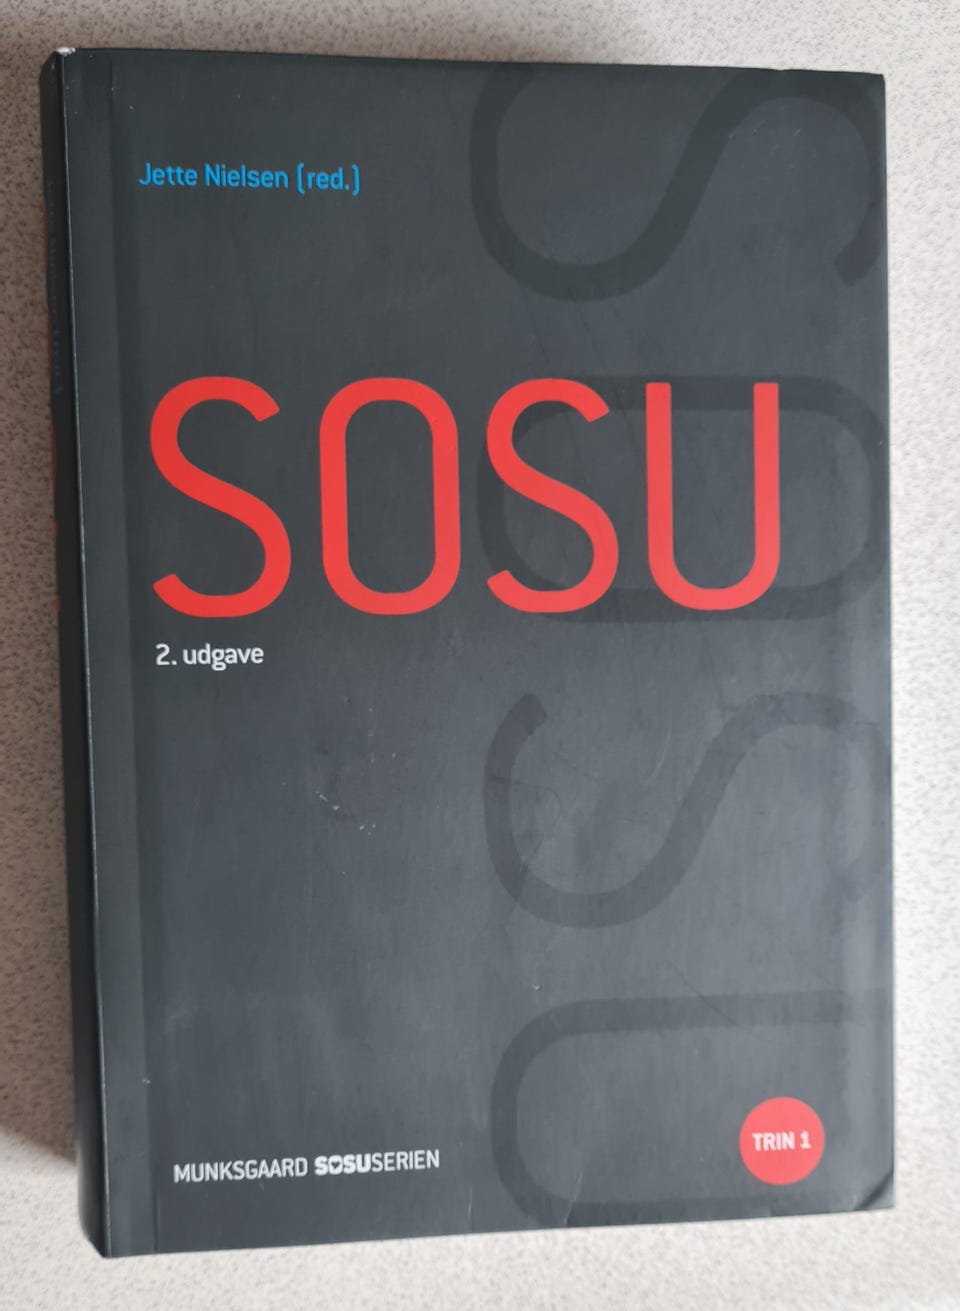 Jette Nielsen (red.)
SOSU
2. udgave
MUNKSGAARD SOSUSERIEN
TRIN 1